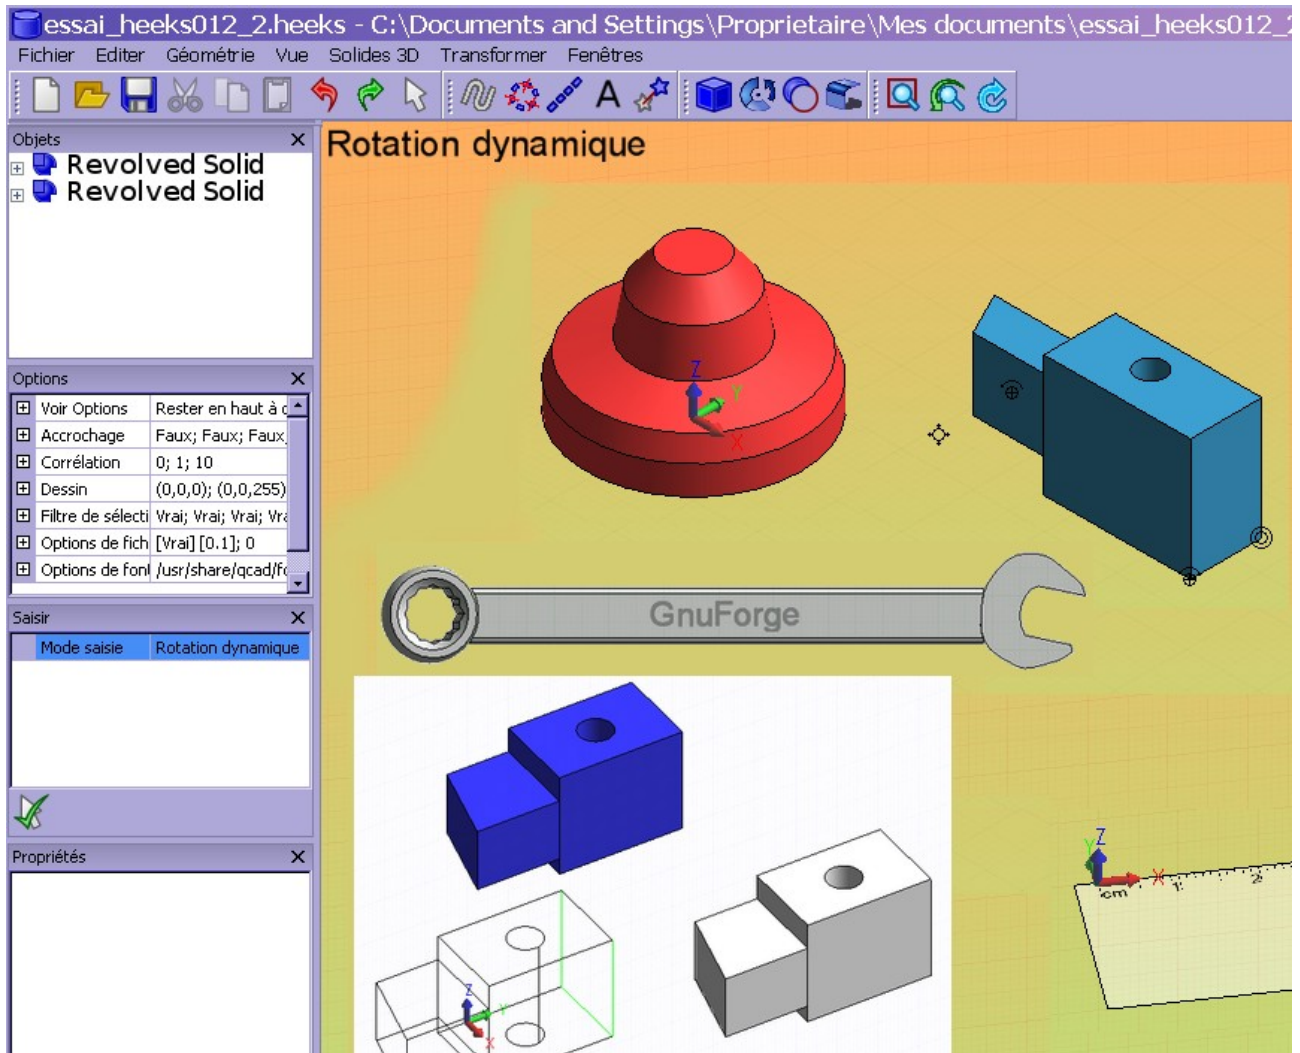 essai_heeks012_2.heeks - C:\Documents and Settings\Proprietaire\Mes documents\essai_heeks012_2
Fichier Editer Géométrie Vue Solides 3D Transformer Fenêtres
A
Objets
Revolved Solid
Revolved Solid
Options
Voir Options Rester en haut à
Accrochage Faux; Faux; Faux
Corrélation 0; 1; 10
Dessin (0,0,0); (0,0,255)
Filtre de sélecti Vrai; Vrai; Vrai; Vra
Options de fich [Vrai] [0.1]; 0
Options de fon /usr/share/qcad/fo
Saisir
Mode saisie Rotation dynamique
Propriétés
Rotation dynamique
Z
Y
X
GnuForge
Z
Y
X
Z
Y
X
cm 1 2